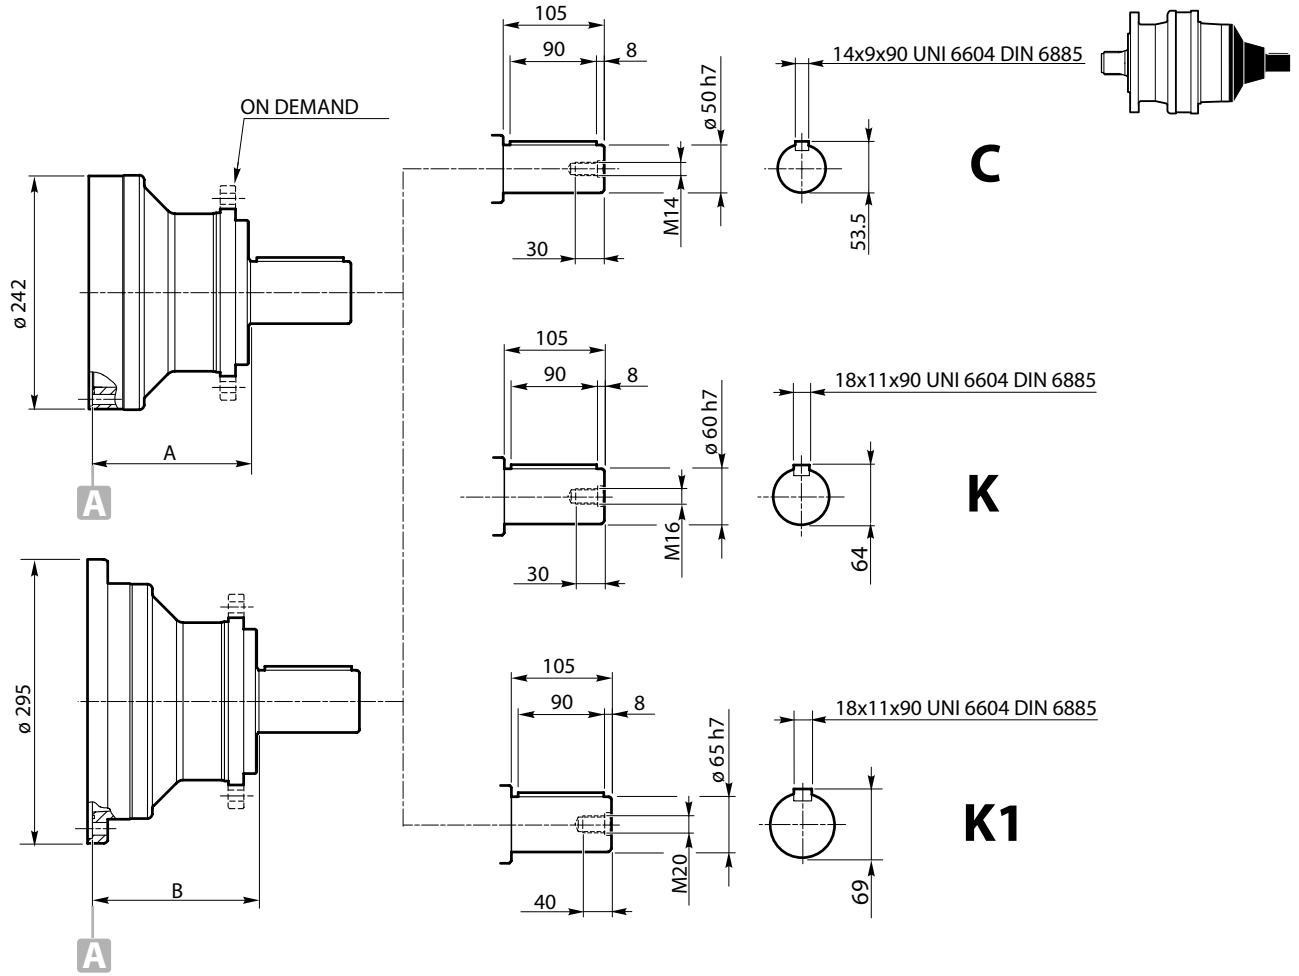 105
90
8
14x9x90 UNI 6604 DIN 6885
ø 50 h7
C
ON DEMAND
M14
30
53.5
ø 242
A
A
105
90
8
18x11x90 UNI 6604 DIN 6885
ø 60 h7
K
M16
30
64
ø 295
B
A
105
90
8
18x11x90 UNI 6604 DIN 6885
ø 65 h7
K1
M20
40
69